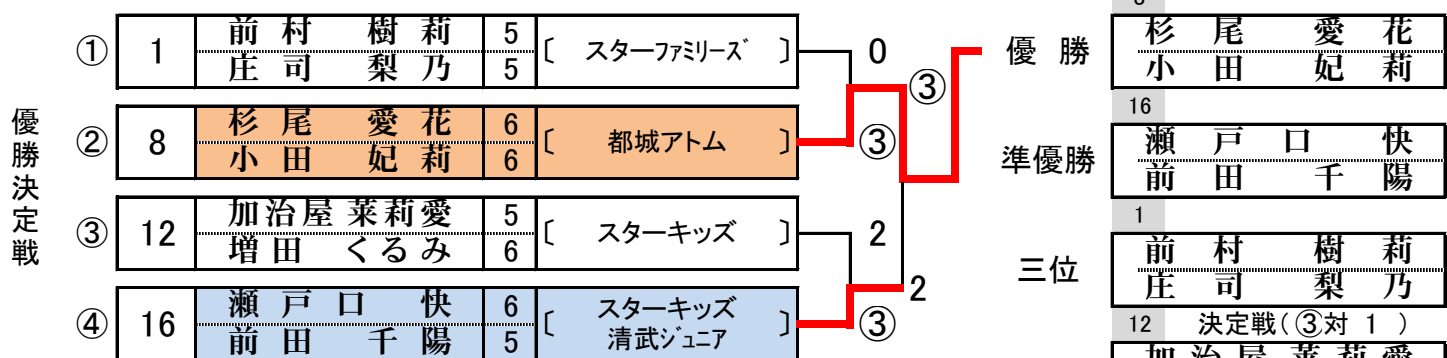 優勝決定戦
① 1 前村 樹莉 5 〔 スターファミリーズ 〕 0
庄司 梨乃 5
② 8 杉尾 愛花 6 〔 都城アトム 〕 ③
小田 妃莉 6
③
③ 12 加治屋 莱莉愛 5 〔 スターキッズ 〕 2
増田 くるみ 6
④ 16 瀬戸口 快 6 〔 スターキッズ 清武ジュニア 〕 ③
前田 千陽 5
2
優勝
杉尾 愛花
小田 妃莉
16
準優勝
瀬戸口 快
前田 千陽
1
三位
前村 樹莉
庄司 梨乃
12 決定戦(③対 1 )
加治屋 莱莉愛